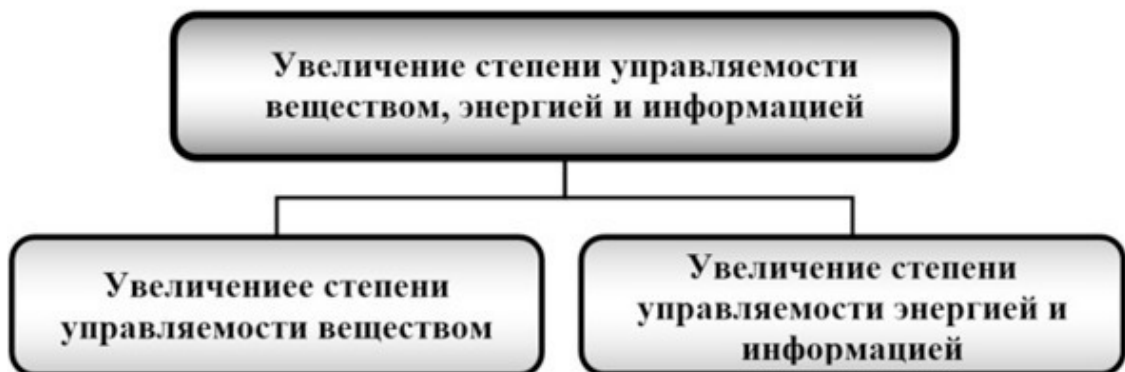 Увеличение степени управляемости
веществом, энергией и информацией
Увеличениее степени
управляемости веществом
Увеличение степени
управляемости энергией и
информацией